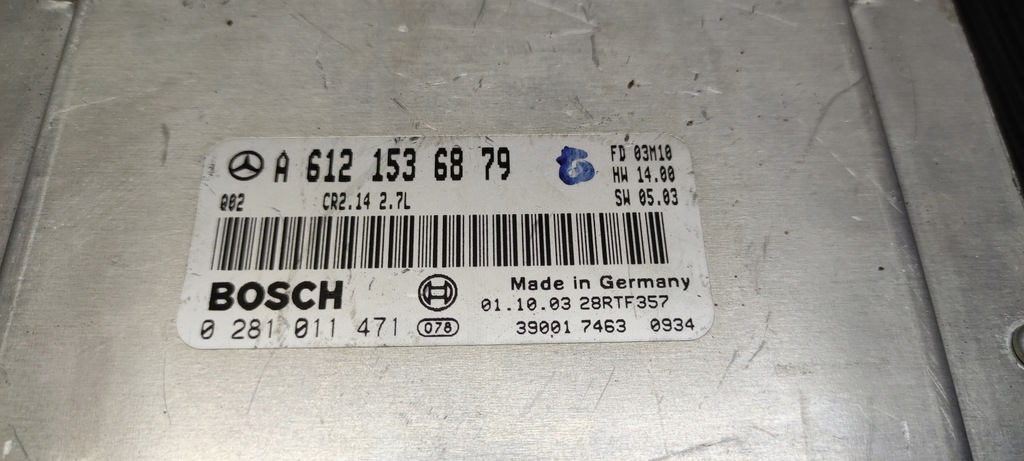 A 612 153 68 79
FD 03M10
HW 14.00
SW 05.03
Q02 CR2.14 2.7L
BOSCH
Made in Germany
01.10.03 28RTF357
0 281 011 471 078
39001 7463 0934